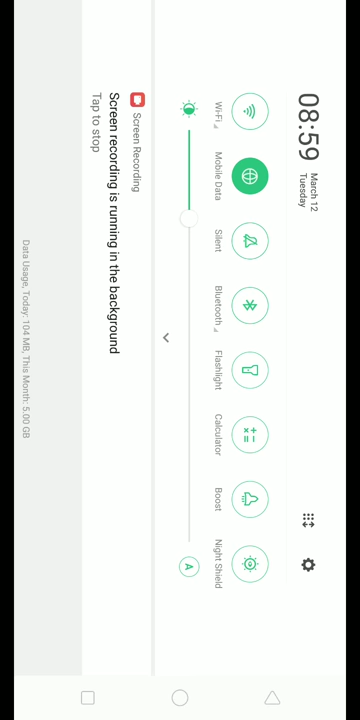 08:59
March 12
Tuesday
Wi-Fi
Mobile Data
Silent
Bluetooth
Flashlight
Calculator
Boost
Night Shield
A
Screen Recording
Screen recording is running in the background
Tap to stop
Data Usage, Today: 104 MB, This Month: 5.00 GB